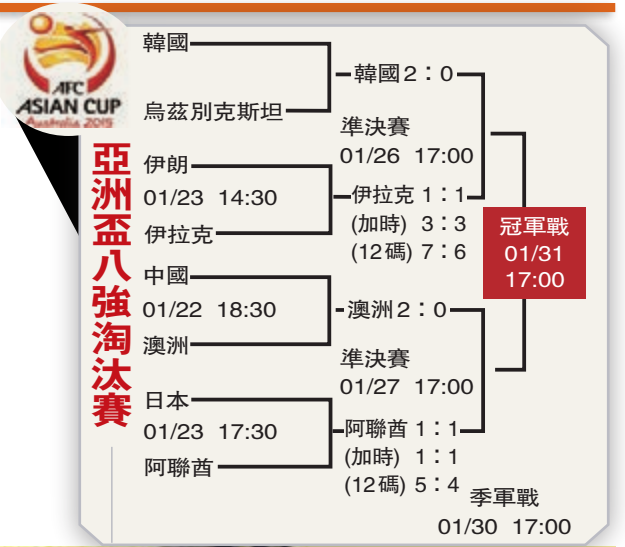 AFC
ASIAN CUP
Australia 2015
亞洲盃八強淘汰賽
韓國
烏茲別克斯坦
韓國2：0
準決賽
01/26 17:00
伊朗
01/23 14:30
伊拉克
伊拉克 1：1
(加時) 3：3
(12碼) 7：6
冠軍戰
01/31
17:00
中國
01/22 18:30
澳洲
澳洲2：0
準決賽
01/27 17:00
日本
01/23 17:30
阿聯酋
阿聯酋 1：1
(加時) 1：1
(12碼) 5：4
季軍戰
01/30 17:00